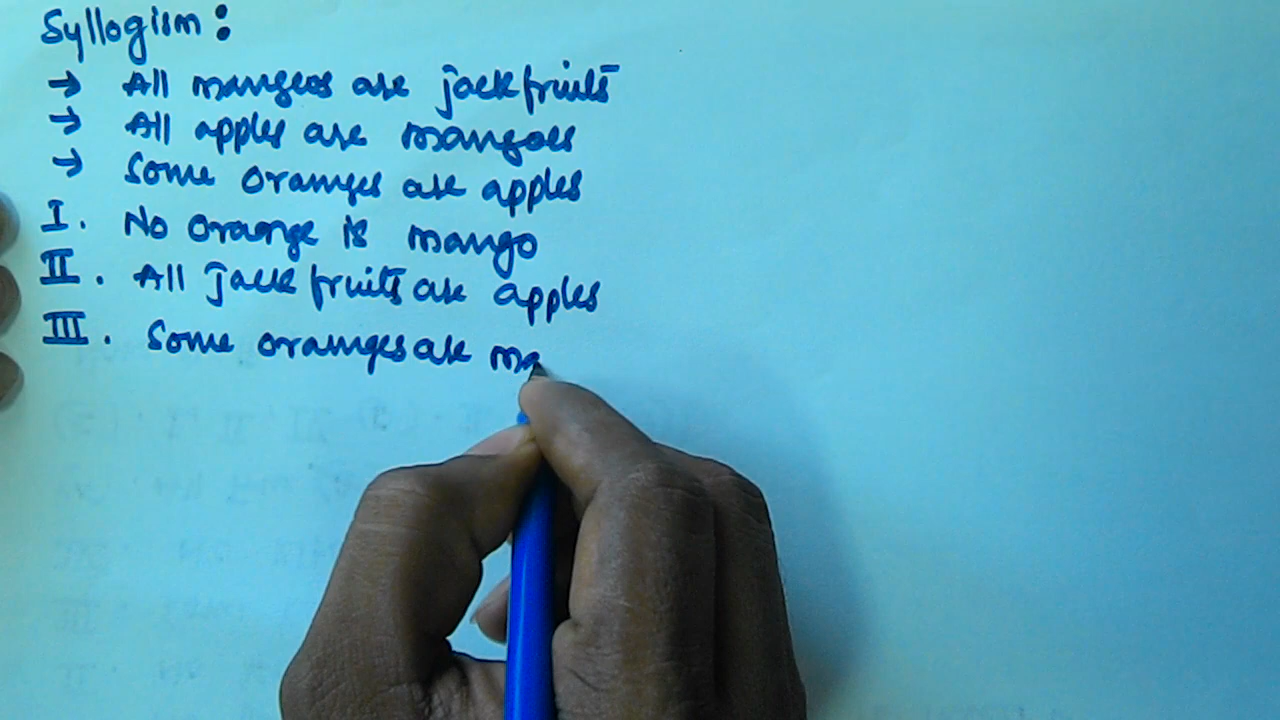 Syllogism:
→ All mangoes are jackfruits
→ All apples are mangoes
→ Some oranges are apples
I. No orange is mango
II. All jackfruits are apples
III. Some oranges are ma